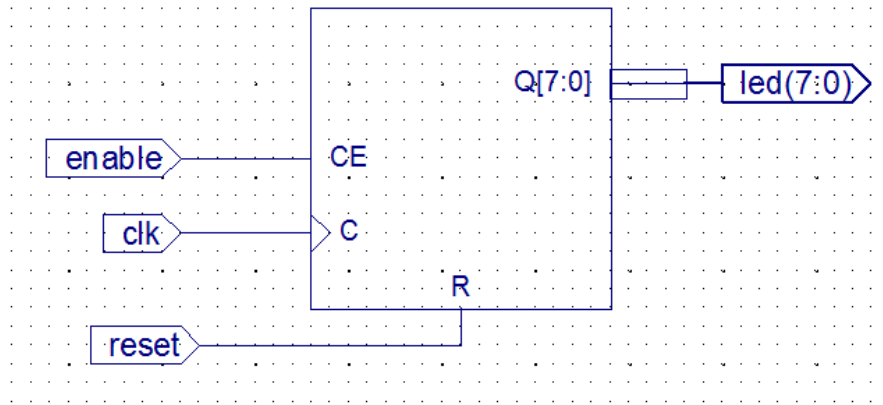 Q[7:0]
led(7:0)
enable
CE
clk
C
R
reset